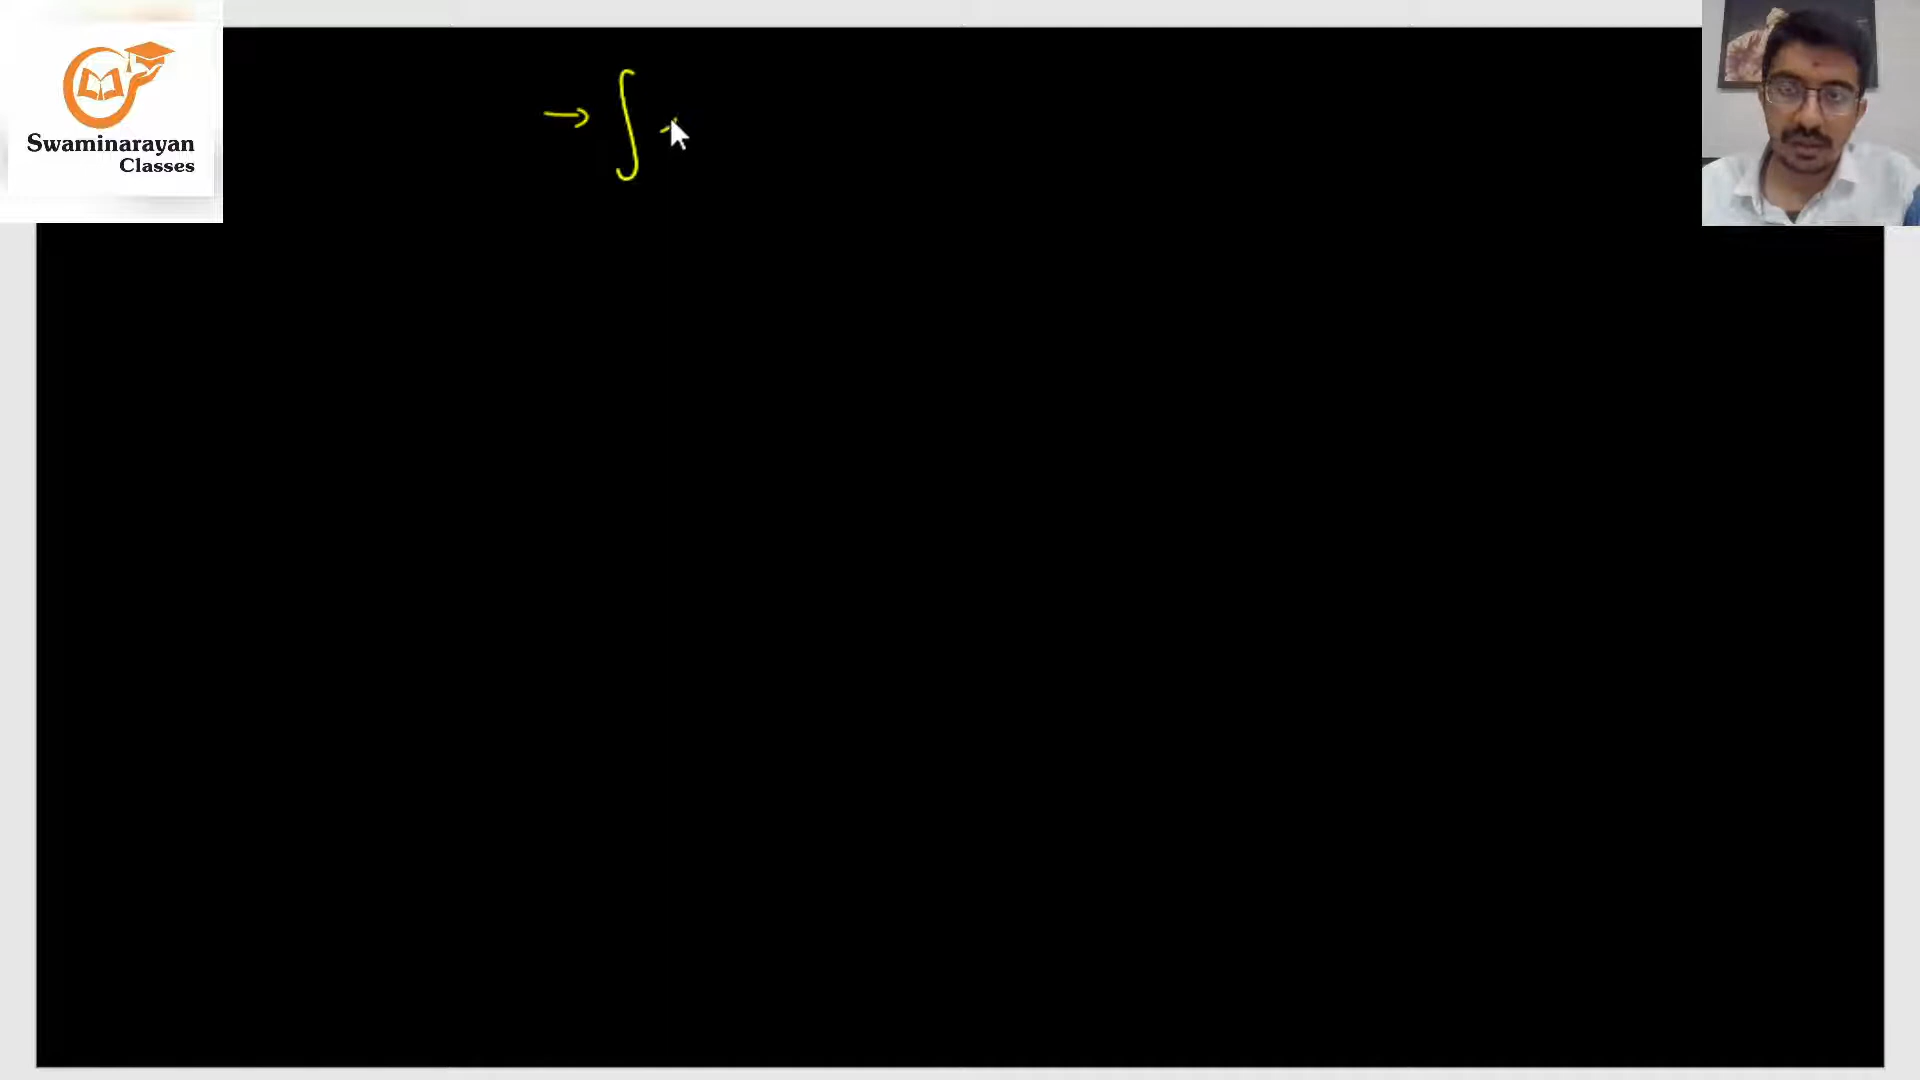 Swaminarayan
Classes
→ ∫